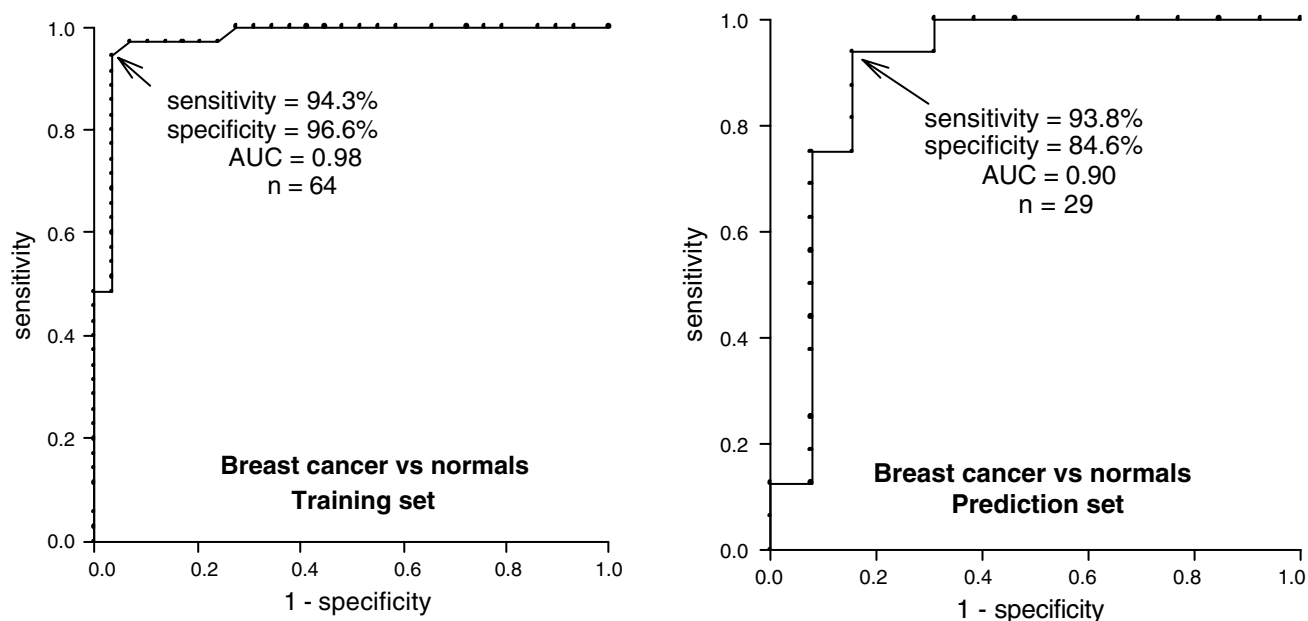 1.0
0.8
0.6
0.4
0.2
0.0
sensitivity
sensitivity = 94.3%
specificity = 96.6%
AUC = 0.98
n = 64
Breast cancer vs normals
Training set
0.0 0.2 0.4 0.6 0.8 1.0
1 - specificity
1.0
0.8
0.6
0.4
0.2
0.0
sensitivity
sensitivity = 93.8%
specificity = 84.6%
AUC = 0.90
n = 29
Breast cancer vs normals
Prediction set
0.0 0.2 0.4 0.6 0.8 1.0
1 - specificity